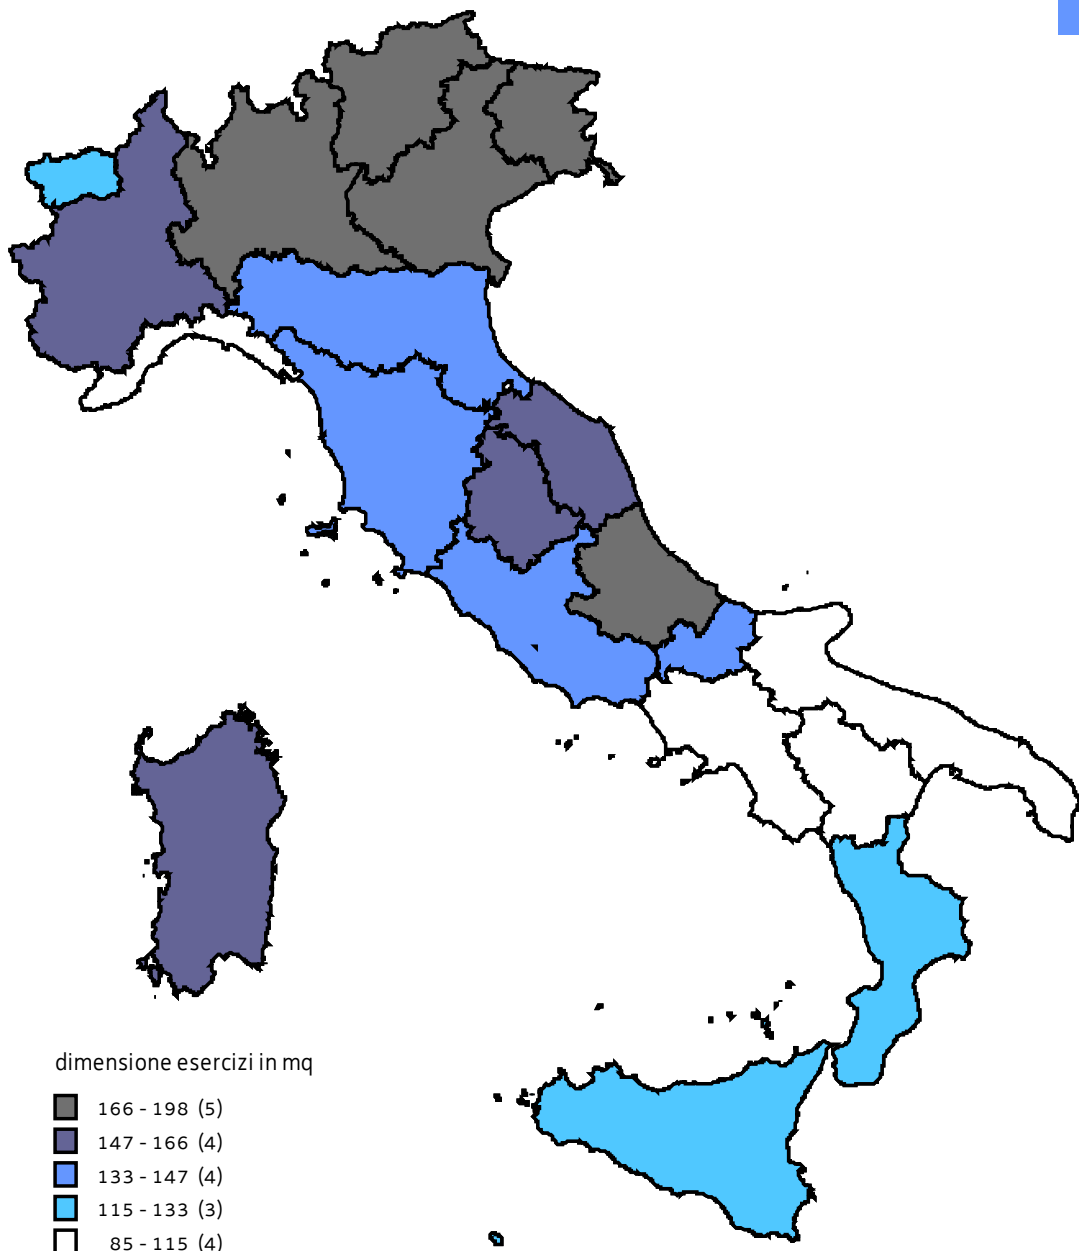 dimensione esercizi in mq
166 - 198 (5)
147 - 166 (4)
133 - 147 (4)
115 - 133 (3)
85 - 115 (4)